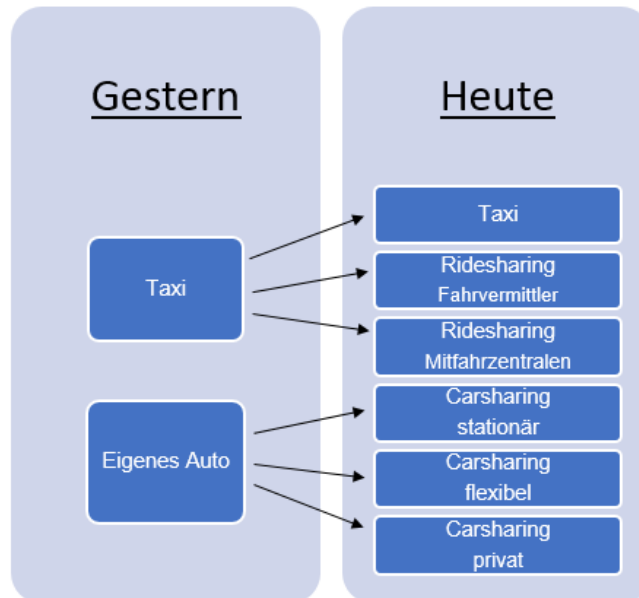 Gestern
Taxi
Eigenes Auto
Heute
Taxi
Ridesharing
Fahrvermittler
Ridesharing
Mitfahrzentralen
Carsharing
stationär
Carsharing
flexibel
Carsharing
privat